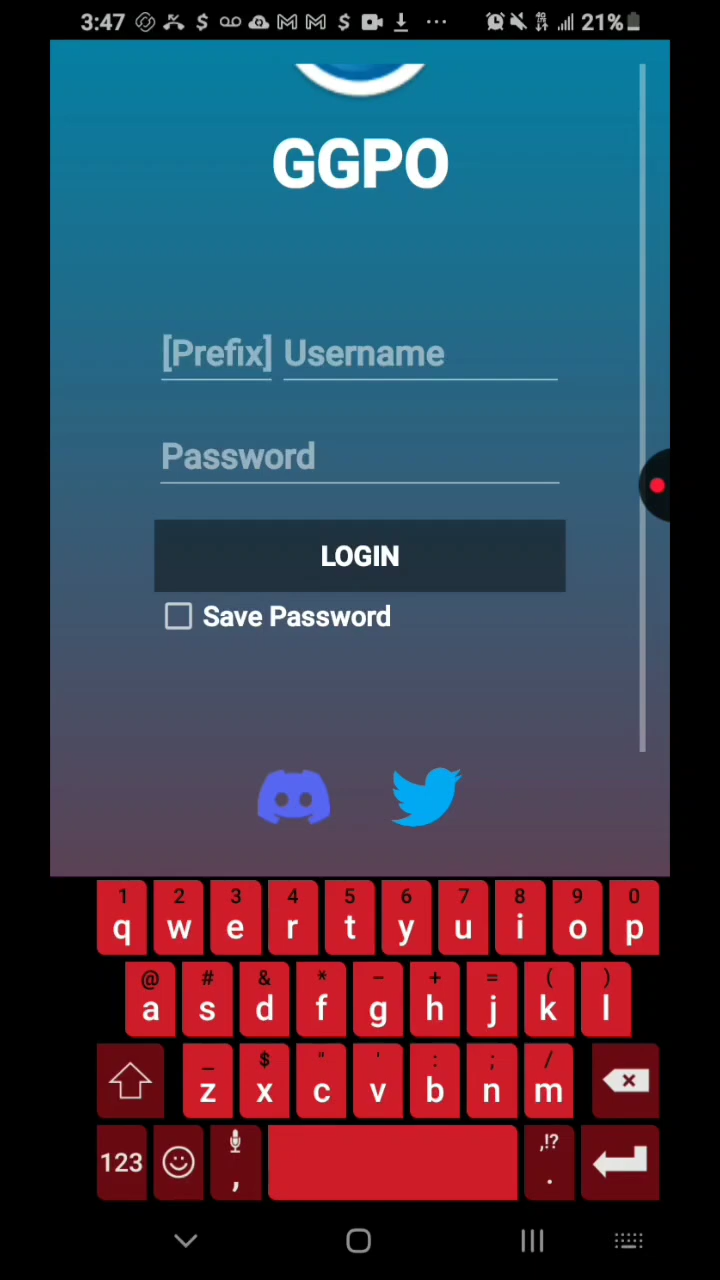 3:47 21%
GGPO
[Prefix] Username
Password
LOGIN
Save Password
1 2 3 4 5 6 7 8 9 0
q w e r t y u i o p
@ # & * - + = ( )
a s d f g h j k l
_ $ " ' : ; /
z x c v b n m
,!?
123 , .